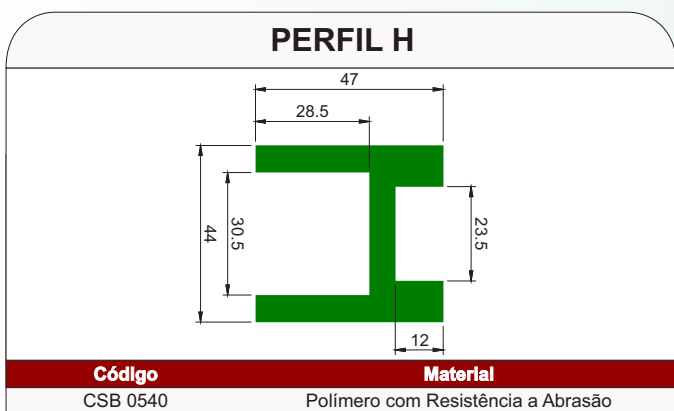 PERFIL H
47
28.5
44
30.5
23.5
12
Código Material
CSB 0540 Polímero com Resistência a Abrasão